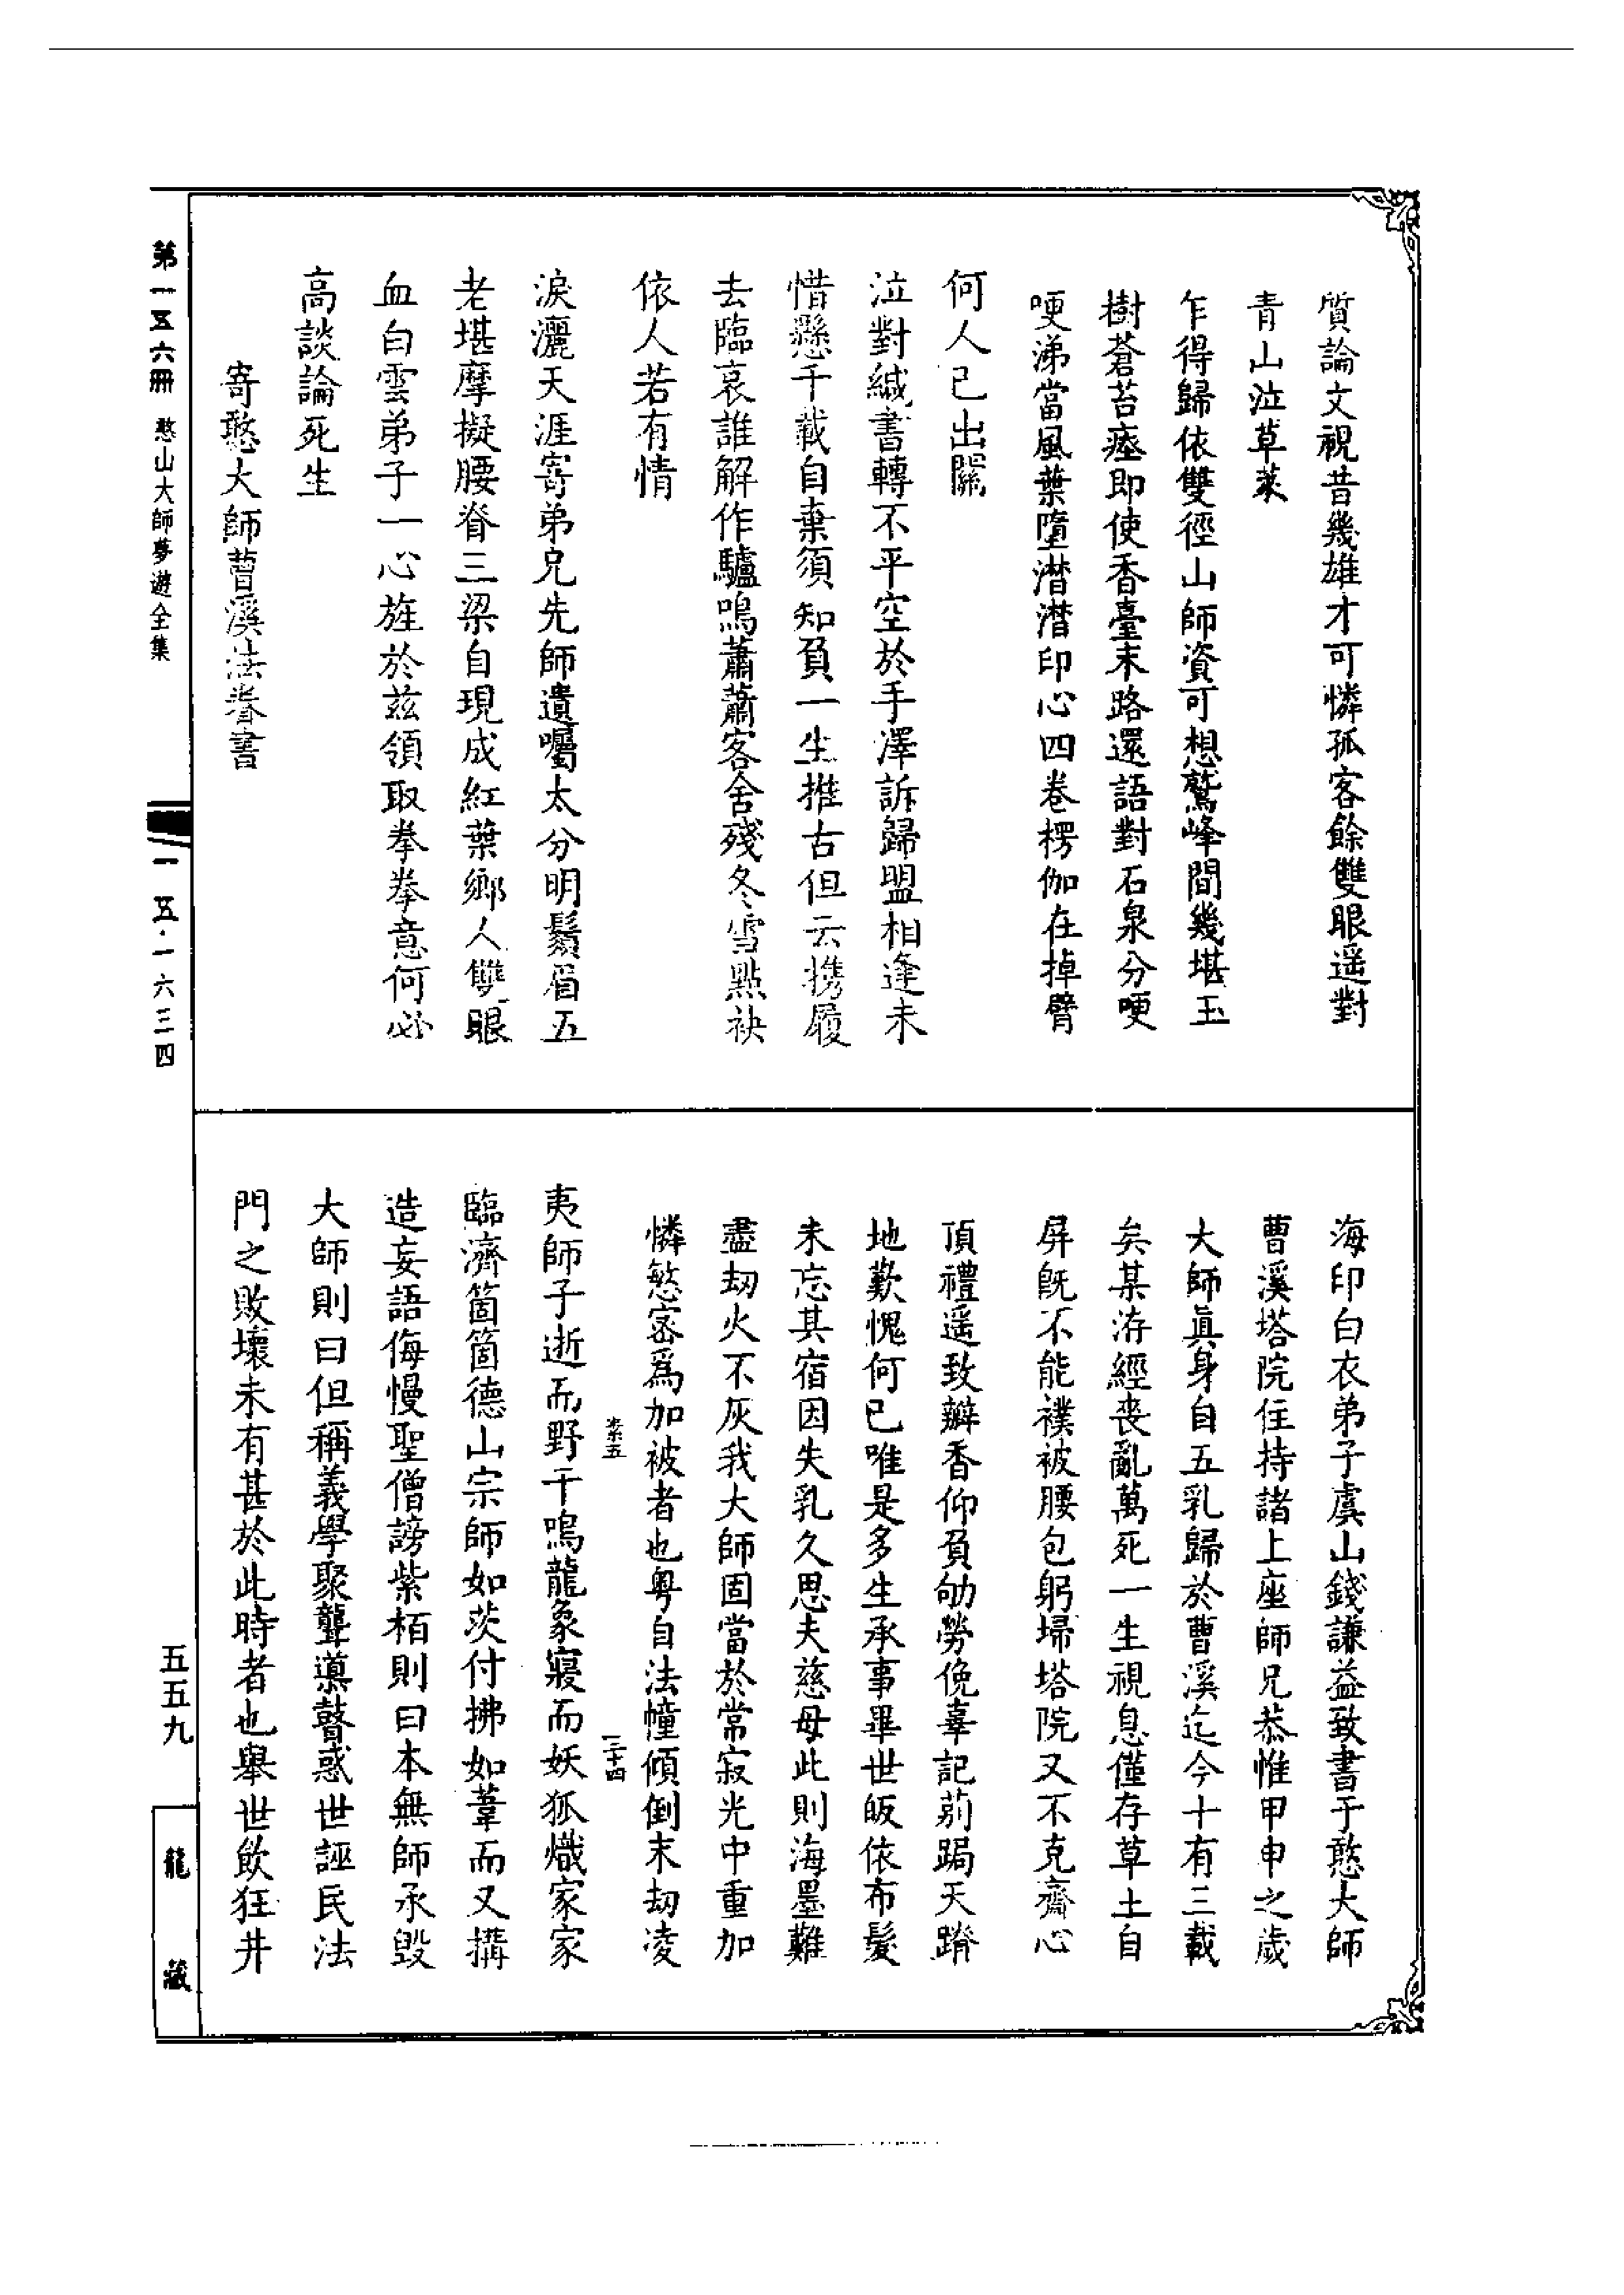 質論文視昔幾雄才可憐孤客餘雙眼遥對
青山泣草萊
乍得歸依雙徑山師資可想鷲峰間幾堪玉
樹蒼苔瘞即使香臺末路還語對石泉分哽
哽涕當風葉墮潸潸印心四巻楞伽在掉臂
何人已出關
泣對緘書轉不平空於手澤訴歸盟相逢未
惜懸千載自棄須知負一生推古但云携履
去臨哀誰解作驢鳴蕭蕭客舍殘冬雪點袂
依人若有情
淚灑天涯寄弟兄先師遺囑太分明鬚眉五
老堪摩擬腰脊三梁自現成紅葉鄉人雙眼
血白雲弟子一心旌於兹領取拳拳意何必
高談論死生
寄憨大師曹溪法眷書
海印白衣弟子虞山錢謙益致書于憨大師
曹溪塔院住持諸上座師兄恭惟甲申之歲
大師眞身自五乳歸於曹溪迄今十有三載
矣某洊經喪亂萬死一生視息僅存草土自
屏旣不能襆被腰包躬埽塔院又不克齋心
頂禮遥致瓣香仰負劬勞俛辜記莂跼天蹐
地歎愧何已唯是多生承事畢世皈依布髮
未忘其宿因失乳久思夫慈母此則海墨難
盡劫火不灰我大師固當於常寂光中重加
憐慜密爲加被者也粤自法幢傾倒末劫凌
夷師子逝而野干鳴龍象寢而妖狐熾家家
臨濟箇箇德山宗師如茨付拂如葦而又搆
造妄語侮慢聖僧謗紫栢則曰本無師承毀
大師則曰但稱義學聚聾導瞽惑世誣民法
門之敗壞未有甚於此時者也舉世飲狂井
卷五
三十四
第一五六冊 憨山大師夢遊全集
一五·一六三四
五五九
龍藏